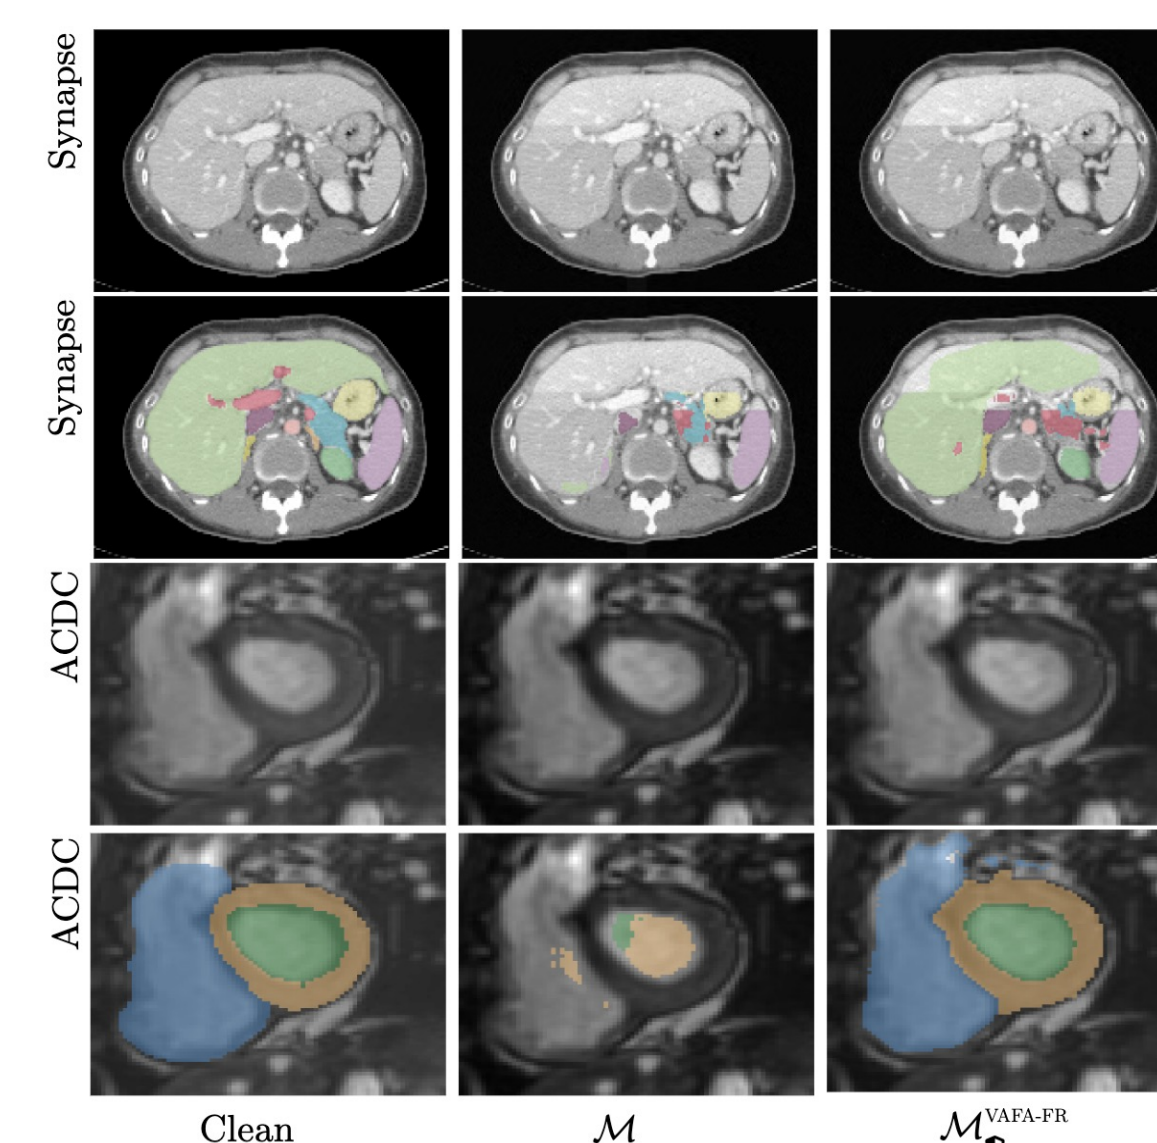 Synapse
Synapse
ACDC
ACDC
Clean
ℳ
ℳ VAFA-FR